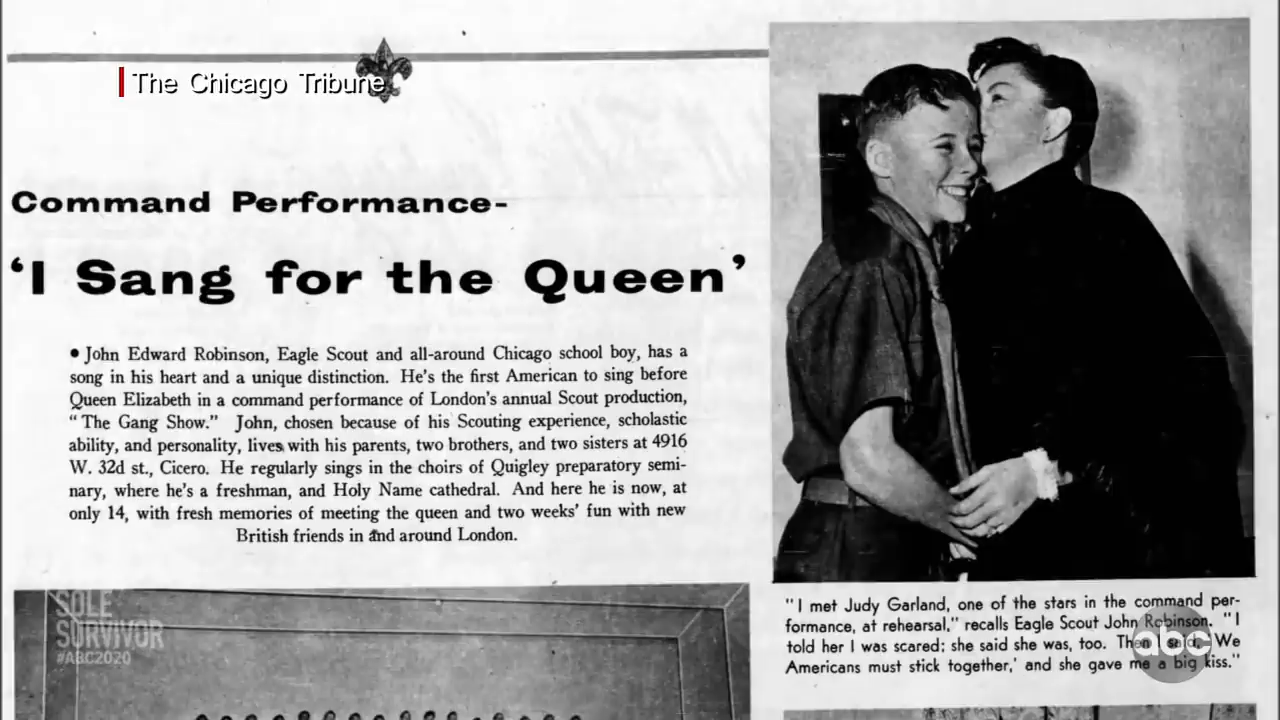 The Chicago Tribune
Command Performance-
‘I Sang for the Queen’
• John Edward Robinson, Eagle Scout and all-around Chicago school boy, has a
song in his heart and a unique distinction. He's the first American to sing before
Queen Elizabeth in a command performance of London's annual Scout production,
"The Gang Show." John, chosen because of his Scouting experience, scholastic
ability, and personality, lives with his parents, two brothers, and two sisters at 4916
W. 32d st., Cicero. He regularly sings in the choirs of Quigley preparatory semi-
nary, where he's a freshman, and Holy Name cathedral. And here he is now, at
only 14, with fresh memories of meeting the queen and two weeks' fun with new
British friends in and around London.
"I met Judy Garland, one of the stars in the command per-
formance, at rehearsal," recalls Eagle Scout John Robinson. "I
told her I was scared; she said she was, too. Then I said, 'We
Americans must stick together,' and she gave me a big kiss."
SOLE
SURVIVOR
#ABC2020
abc